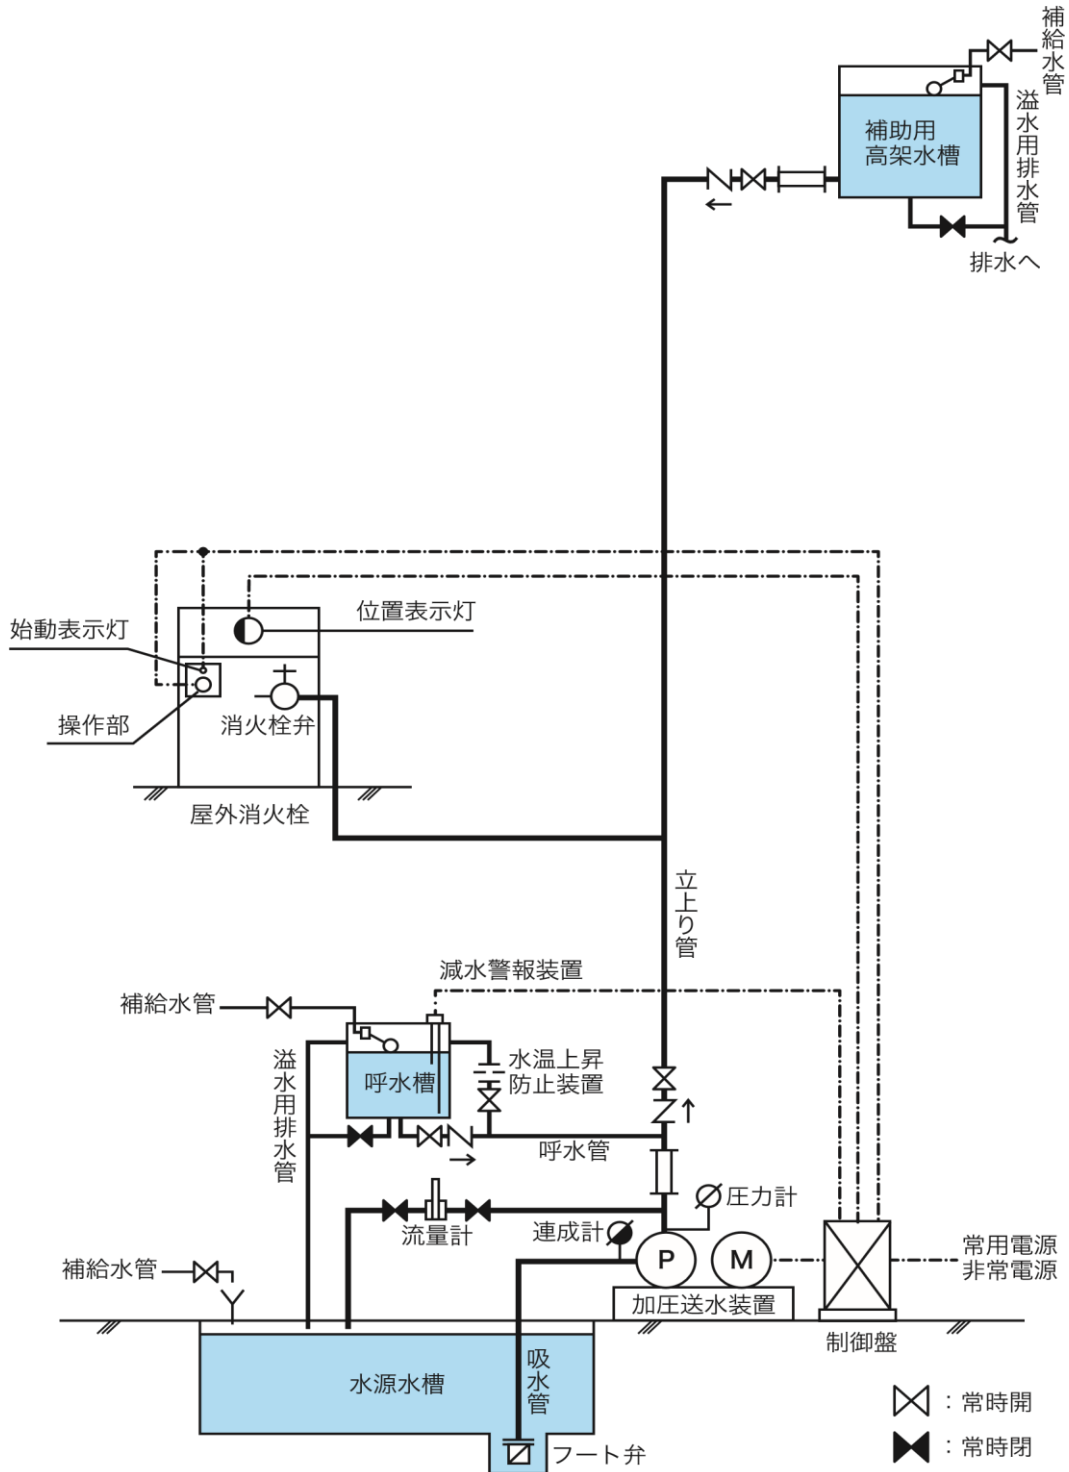 補給水管
溢水用排水管
補助用
高架水槽
排水へ
位置表示灯
始動表示灯
操作部
消火栓弁
屋外消火栓
立上り管
減水警報装置
補給水管
溢水用排水管
呼水槽
水温上昇
防止装置
呼水管
圧力計
流量計
連成計
補給水管
P
M
常用電源
非常電源
加圧送水装置
制御盤
水源水槽
吸水管
フート弁
：常時開
：常時閉